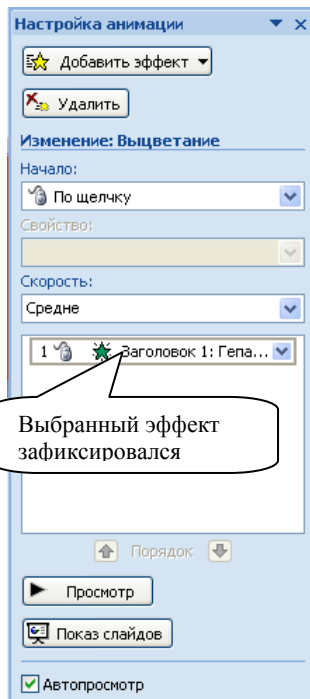 Настройка анимации
Добавить эффект
Удалить
Изменение: Выцветание
Начало:
По щелчку
Свойство:
Скорость:
Средне
1 Заголовок 1: Гепа...
Выбранный эффект
зафиксировался
Порядок
Просмотр
Показ слайдов
Автопросмотр